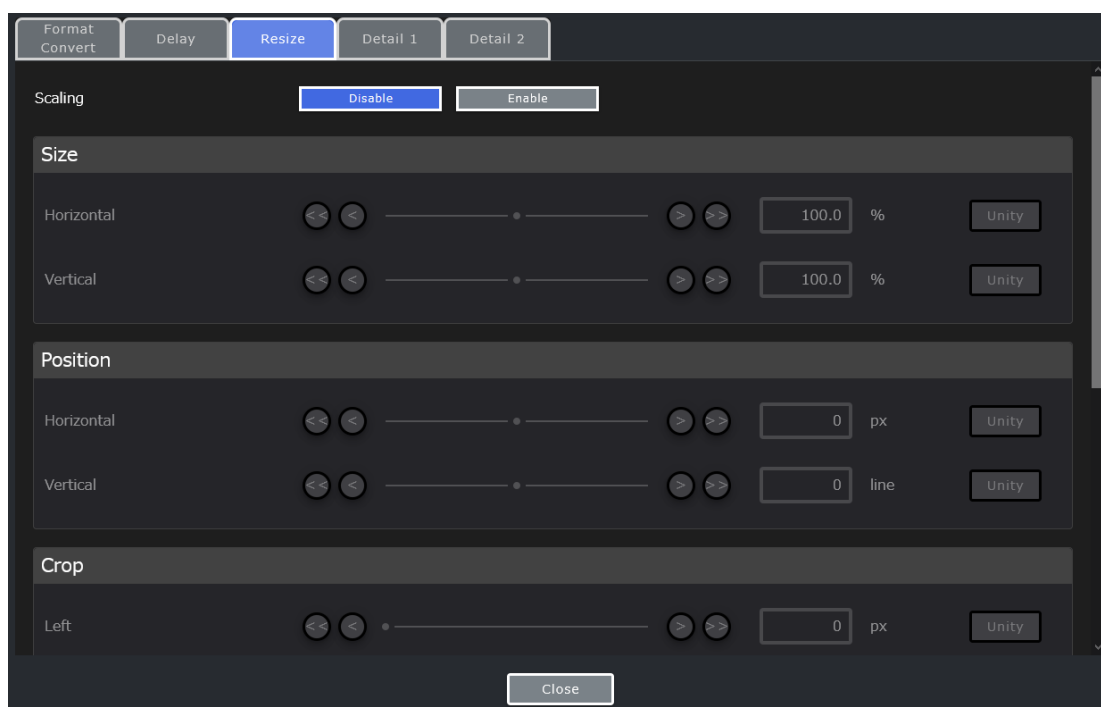 Format
Convert
Delay
Resize
Detail 1
Detail 2
Scaling
Disable
Enable
Size
Horizontal
<< < > >> 100.0 % Unity
Vertical
<< < > >> 100.0 % Unity
Position
Horizontal
<< < > >> 0 px Unity
Vertical
<< < > >> 0 line Unity
Crop
Left
<< < > >> 0 px Unity
Close